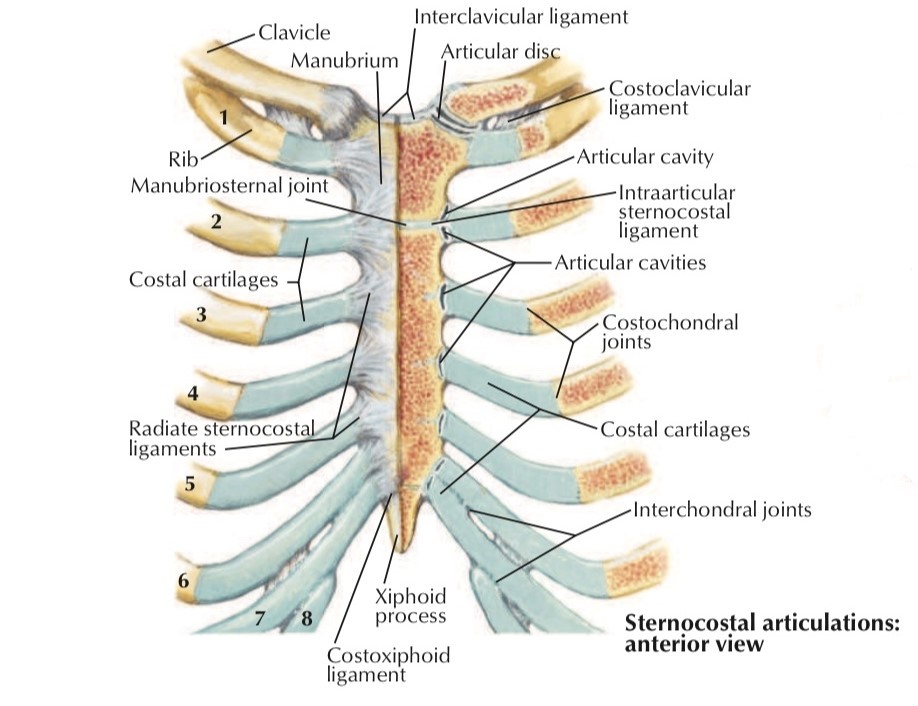 Interclavicular ligament
Clavicle
Manubrium
Articular disc
Costoclavicular
ligament
1
Rib
Articular cavity
Manubriosternal joint
Intraarticular
sternocostal
ligament
2
Articular cavities
Costal cartilages
3
Costochondral
joints
4
Radiate sternocostal
ligaments
Costal cartilages
5
Interchondral joints
6
7
8
Xiphoid
process
Sternocostal articulations:
anterior view
Costoxiphoid
ligament